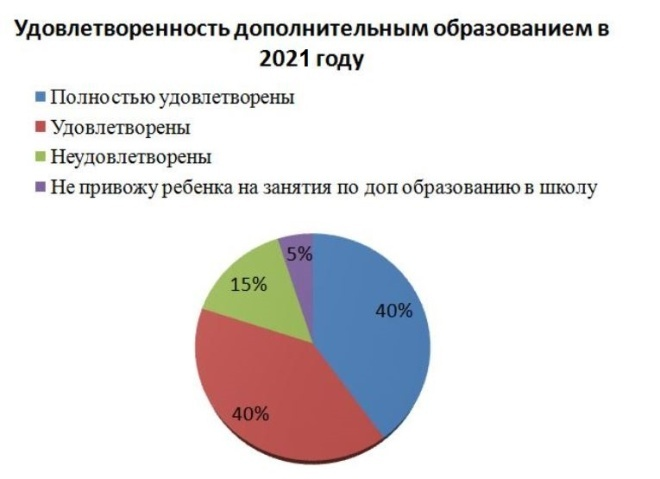 Удовлетворенность дополнительным образованием в
2021 году
Полностью удовлетворены
Удовлетворены
Неудовлетворены
Не привожу ребенка на занятия по доп образованию в школу
5%
15%
40%
40%